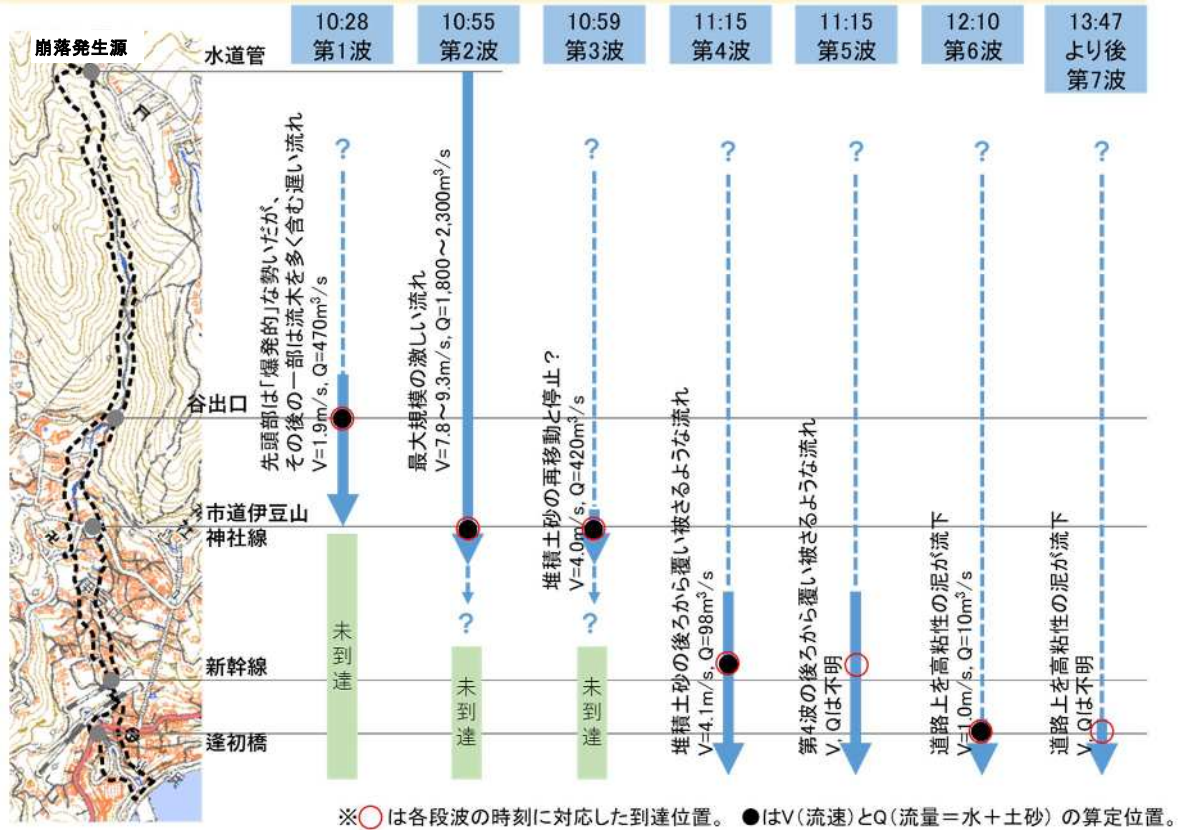 崩落発生源
水道管
谷出口
市道伊豆山
神社線
新幹線
逢初橋
10:28
第1波
10:55
第2波
10:59
第3波
11:15
第4波
11:15
第5波
12:10
第6波
13:47
より後
第7波
?
先頭部は「爆発的」な勢いだが、
その後の一部は流木を多く含む遅い流れ
V=1.9m/s, Q=470m³/s
未到達
最大規模の激しい流れ
V=7.8～9.3m/s, Q=1,800～2,300m³/s
?
未到達
?
堆積土砂の再移動と停止？
V=4.0m/s, Q=420m³/s
?
未到達
?
堆積土砂の後ろから覆い被さるような流れ
V=4.1m/s, Q=98m³/s
?
第4波の後ろから覆い被さるような流れ
V, Qは不明
?
道路上を高粘性の泥が流下
V=1.0m/s, Q=10m³/s
?
道路上を高粘性の泥が流下
V, Qは不明
※○は各段波の時刻に対応した到達位置。 ●はV(流速)とQ(流量=水+土砂)の算定位置。